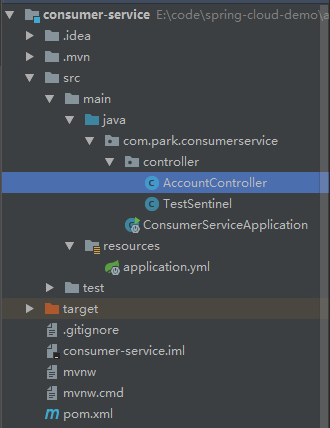 consumer-service E:\code\spring-cloud-demo\a
.idea
.mvn
src
main
java
com.park.consumerservice
controller
AccountController
TestSentinel
ConsumerServiceApplication
resources
application.yml
test
target
.gitignore
consumer-service.iml
mvnw
mvnw.cmd
pom.xml